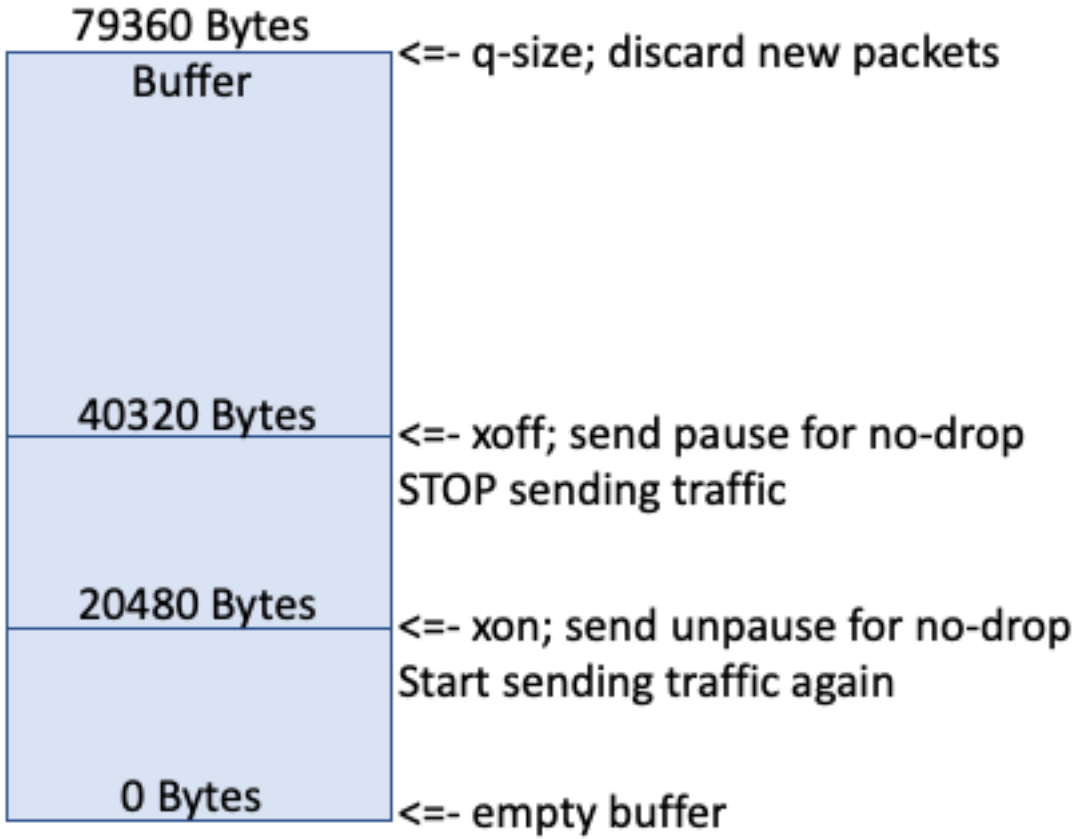 79360 Bytes
<=- q-size; discard new packets
Buffer
40320 Bytes
<=- xoff; send pause for no-drop
STOP sending traffic
20480 Bytes
<=- xon; send unpause for no-drop
Start sending traffic again
0 Bytes
<=- empty buffer